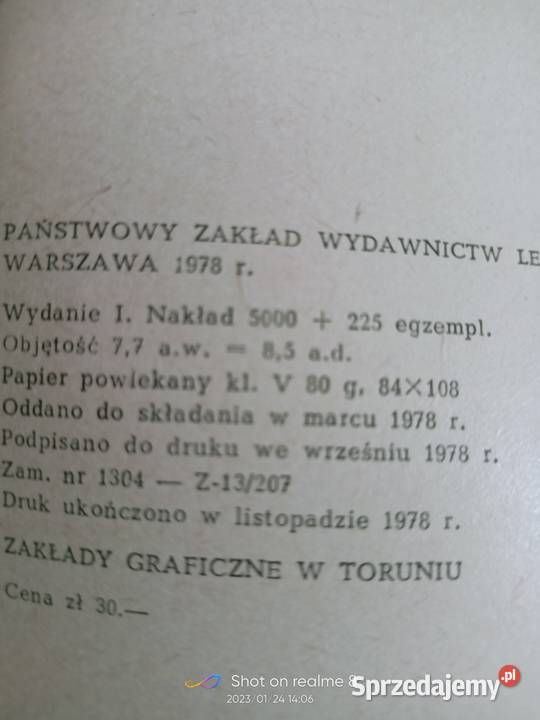 PAŃSTWOWY ZAKŁAD WYDAWNICTW LE
WARSZAWA 1978 r.
Wydanie I. Nakład 5000 + 225 egzempl.
Objętość 7,7 a.w. = 8,5 a.d.
Papier powlekany kl. V 80 g, 84×108
Oddano do składania w marcu 1978 r.
Podpisano do druku we wrześniu 1978 r.
Zam. nr 1304 — Z-13/207
Druk ukończono w listopadzie 1978 r.
ZAKŁADY GRAFICZNE W TORUNIU
Cena zł 30.—
Shot on realme 8
2023/01/24 14:06
Sprzedajemy.pl